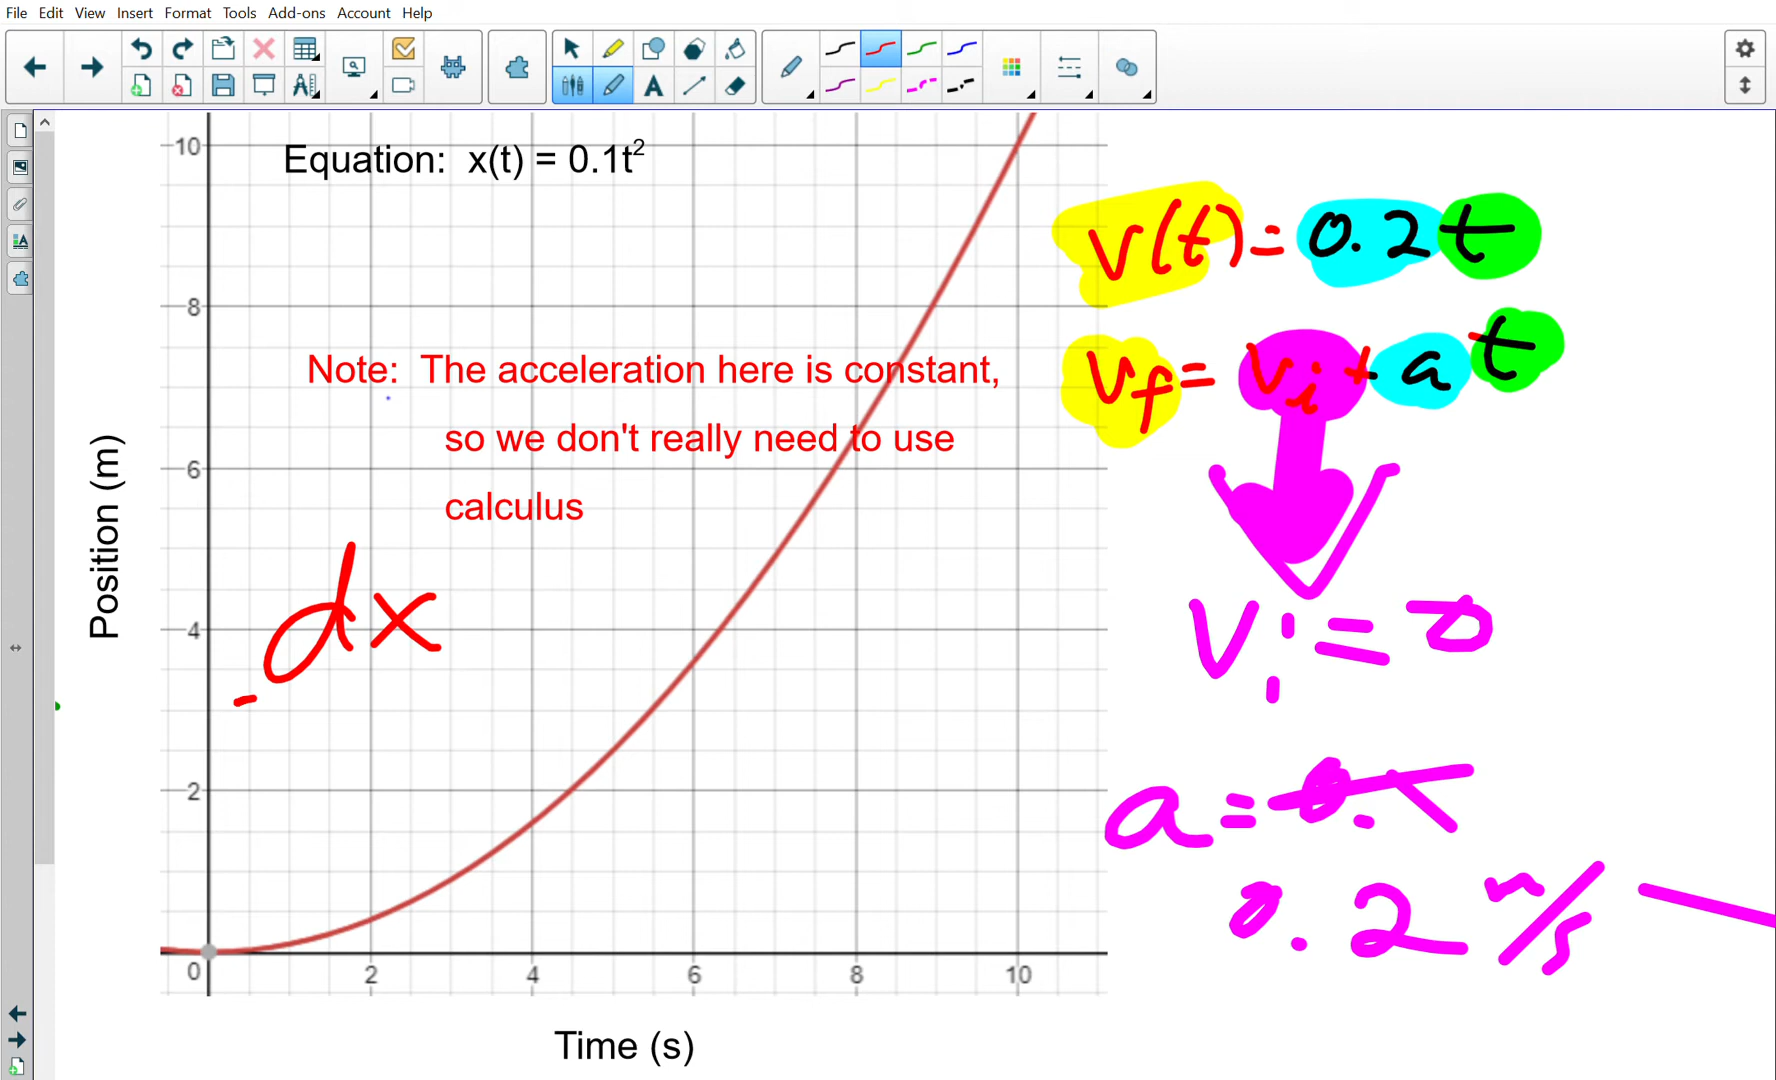 File Edit View Insert Format Tools Add-ons Account Help
Equation: x(t) = 0.1t²
Note: The acceleration here is constant,
so we don't really need to use
calculus
dx
Position (m)
10
8
6
4
2
0 2 4 6 8 10
Time (s)
v(t) = 0.2t
vf = vi + at
vi = 0
a =
0.2 m/s